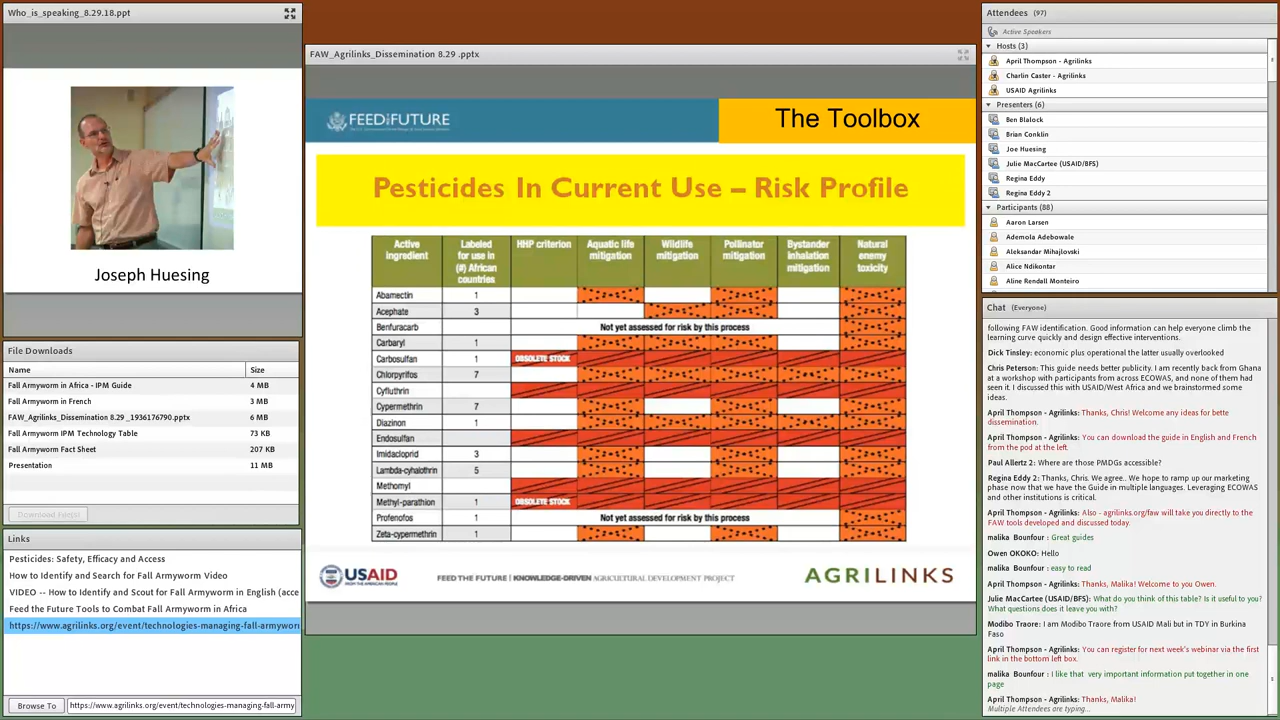 Who_is_speaking_8.29.18.ppt
Joseph Huesing
File Downloads
Name Size
Fall Armyworm in Africa - IPM Guide 4 MB
Fall Armyworm in French 3 MB
FAW_Agrilinks_Dissemination 8.29 _1936176790.pptx 6 MB
Fall Armyworm IPM Technology Table 73 KB
Fall Armyworm Fact Sheet 207 KB
Presentation 11 MB
Download File(s)
Links
Pesticides: Safety, Efficacy and Access
How to Identify and Search for Fall Armyworm Video
VIDEO -- How to Identify and Scout for Fall Armyworm in English (acce
Feed the Future Tools to Combat Fall Armyworm in Africa
https://www.agrilinks.org/event/technologies-managing-fall-armyworn
Browse To https://www.agrilinks.org/event/technologies-managing-fall-army
FAW_Agrilinks_Dissemination 8.29 .pptx
FEED THE FUTURE
The Toolbox
Pesticides In Current Use – Risk Profile
Active ingredient
Labeled for use in (#) African countries
HHP criterion
Aquatic life mitigation
Wildlife mitigation
Pollinator mitigation
Bystander inhalation mitigation
Natural enemy toxicity
Abamectin 1
Acephate 3
Benfuracarb Not yet assessed for risk by this process
Carbaryl 1
Carbosulfan 1 OBSOLETE STOCK
Chlorpyrifos 7
Cyfluthrin
Cypermethrin 7
Diazinon 1
Endosulfan
Imidacloprid 3
Lambda-cyhalothrin 5
Methomyl
Methyl-parathion 1 OBSOLETE STOCK
Profenofos 1 Not yet assessed for risk by this process
Zeta-cypermethrin 1
USAID
FROM THE AMERICAN PEOPLE
FEED THE FUTURE | KNOWLEDGE-DRIVEN AGRICULTURAL DEVELOPMENT PROJECT
AGRILINKS
Attendees (97)
Active Speakers
Hosts (3)
April Thompson - Agrilinks
Charlin Caster - Agrilinks
USAID Agrilinks
Presenters (6)
Ben Blalock
Brian Conklin
Joe Huesing
Julie MacCartee (USAID/BFS)
Regina Eddy
Regina Eddy 2
Participants (88)
Aaron Larsen
Ademola Adebowale
Aleksandar Mihajlovski
Alice Ndikontar
Aline Rendall Monteiro
Chat (Everyone)
following FAW identification. Good information can help everyone climb the
learning curve quickly and design effective interventions.
Dick Tinsley: economic plus operational the latter usually overlooked
Chris Peterson: This guide needs better publicity. I am recently back from Ghana
at a workshop with participants from across ECOWAS, and none of them had
seen it. I discussed this with USAID/West Africa and we brainstormed some
ideas.
April Thompson - Agrilinks: Thanks, Chris! Welcome any ideas for bette
dissemination.
April Thompson - Agrilinks: You can download the guide in English and French
from the pod at the left.
Paul Allertz 2: Where are those PMDGs accessible?
Regina Eddy 2: Thanks, Chris. We agree.. We hope to ramp up our marketing
phase now that we have the Guide in multiple languages. Leveraging ECOWAS
and other institutions is critical.
April Thompson - Agrilinks: Also - agrilinks.org/faw will take you directly to the
FAW tools developed and discussed today.
malika Bounfour : Great guides
Owen OKOKO: Hello
malika Bounfour : easy to read
April Thompson - Agrilinks: Thanks, Malika! Welcome to you Owen.
Julie MacCartee (USAID/BFS): What do you think of this table? Is it useful to you?
What questions does it leave you with?
Modibo Traore: I am Modibo Traore from USAID Mali but in TDY in Burkina
Faso
April Thompson - Agrilinks: You can register for next week's webinar via the first
link in the bottom left box.
malika Bounfour : I like that very important information put together in one
page
April Thompson - Agrilinks: Thanks, Malika!
Multiple Attendees are typing...